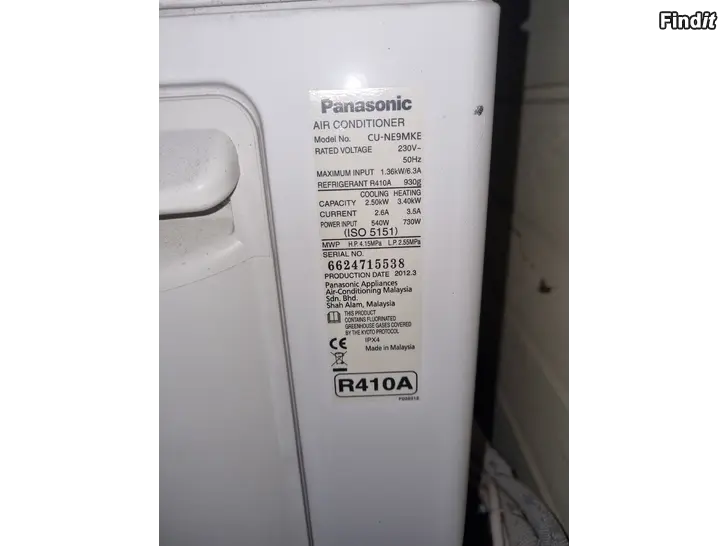 Findit
Panasonic
AIR CONDITIONER
Model No. CU-NE9MKE
RATED VOLTAGE 230V~
50Hz
MAXIMUM INPUT 1.36kW/6.3A
REFRIGERANT R410A 930g
COOLING HEATING
CAPACITY 2.50kW 3.40kW
CURRENT 2.6A 3.5A
POWER INPUT 540W 730W
(ISO 5151)
MWP H.P. 4.15MPa L.P. 2.55MPa
SERIAL NO.
6624715538
PRODUCTION DATE 2012.3
Panasonic Appliances
Air-Conditioning Malaysia
Sdn. Bhd.
Shah Alam, Malaysia
THIS PRODUCT
CONTAINS FLUORINATED
GREENHOUSE GASES COVERED
BY THE KYOTO PROTOCOL
CE IPX4
Made in Malaysia
R410A